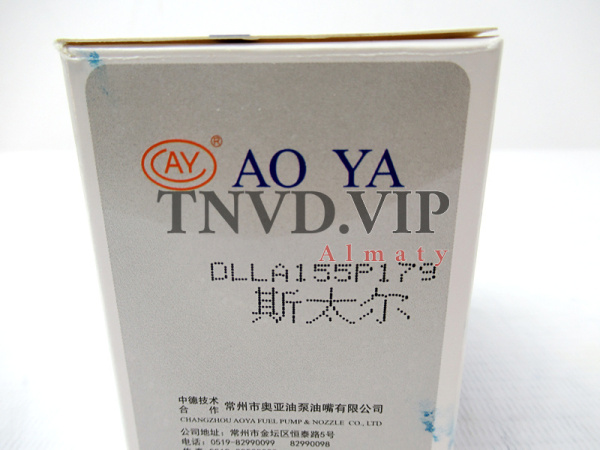 CAY® AO YA
TNVD.VIP
Almaty
DLLA155P179
斯太尔
中德技术
合 作 常州市奥亚油泵油嘴有限公司
CHANGZHOU AOYA FUEL PUMP & NOZZLE CO., LTD
公司地址: 常州市金坛区恒泰路5号
电话: 0519-82990099 82990098